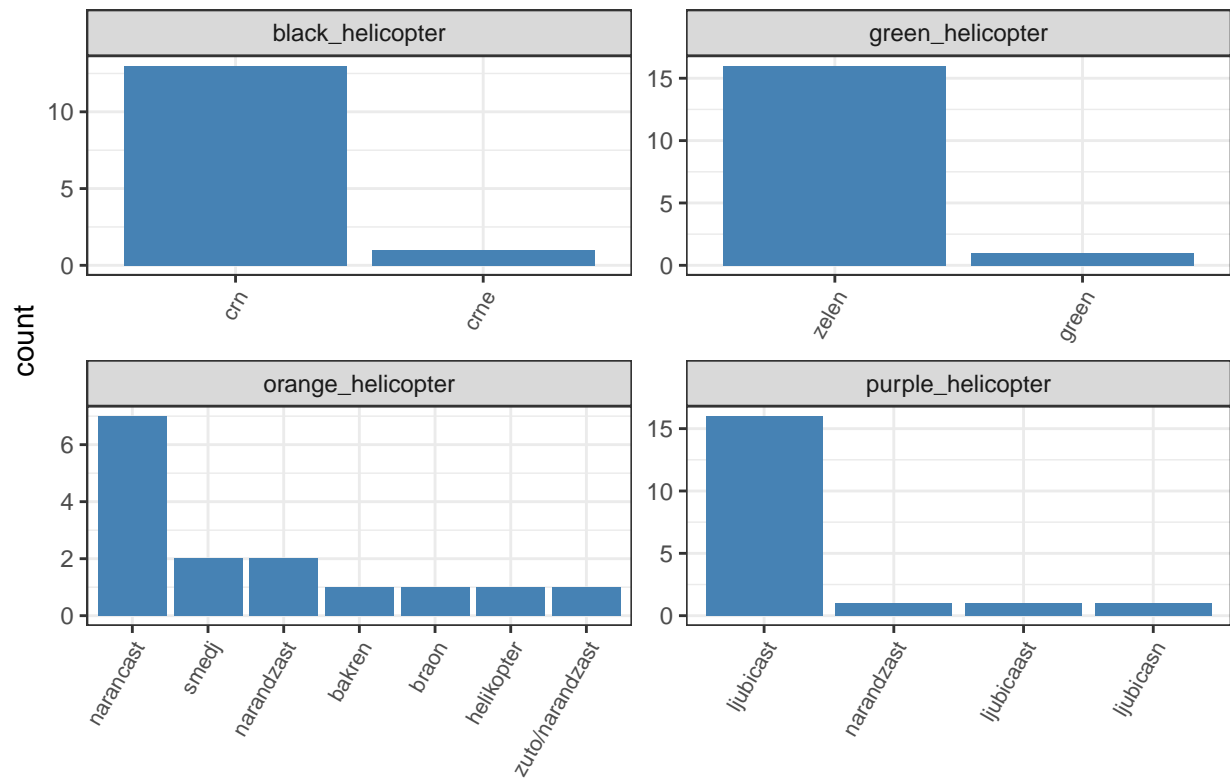 black_helicopter
10
5
0
crn
crne
green_helicopter
15
10
5
0
zelen
green
count
orange_helicopter
6
4
2
0
narancast
smedj
narandzast
bakren
braon
helikopter
zuto/narandzast
purple_helicopter
15
10
5
0
ljubicast
narandzast
ljubicaast
ljubicasn